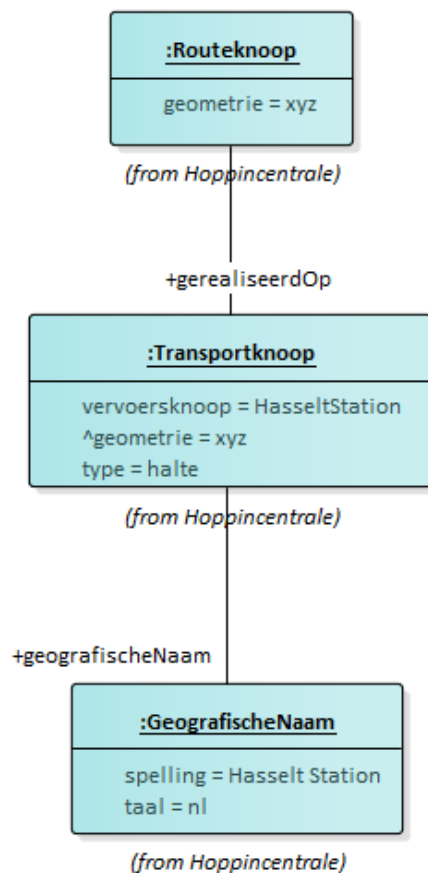 :Routeknoop
geometrie = xyz
(from Hoppincentrale)
+gerealiseerdOp
:Transportknoop
vervoersknoop = HasseltStation
^geometrie = xyz
type = halte
(from Hoppincentrale)
+geografischeNaam
:GeografischeNaam
spelling = Hasselt Station
taal = nl
(from Hoppincentrale)